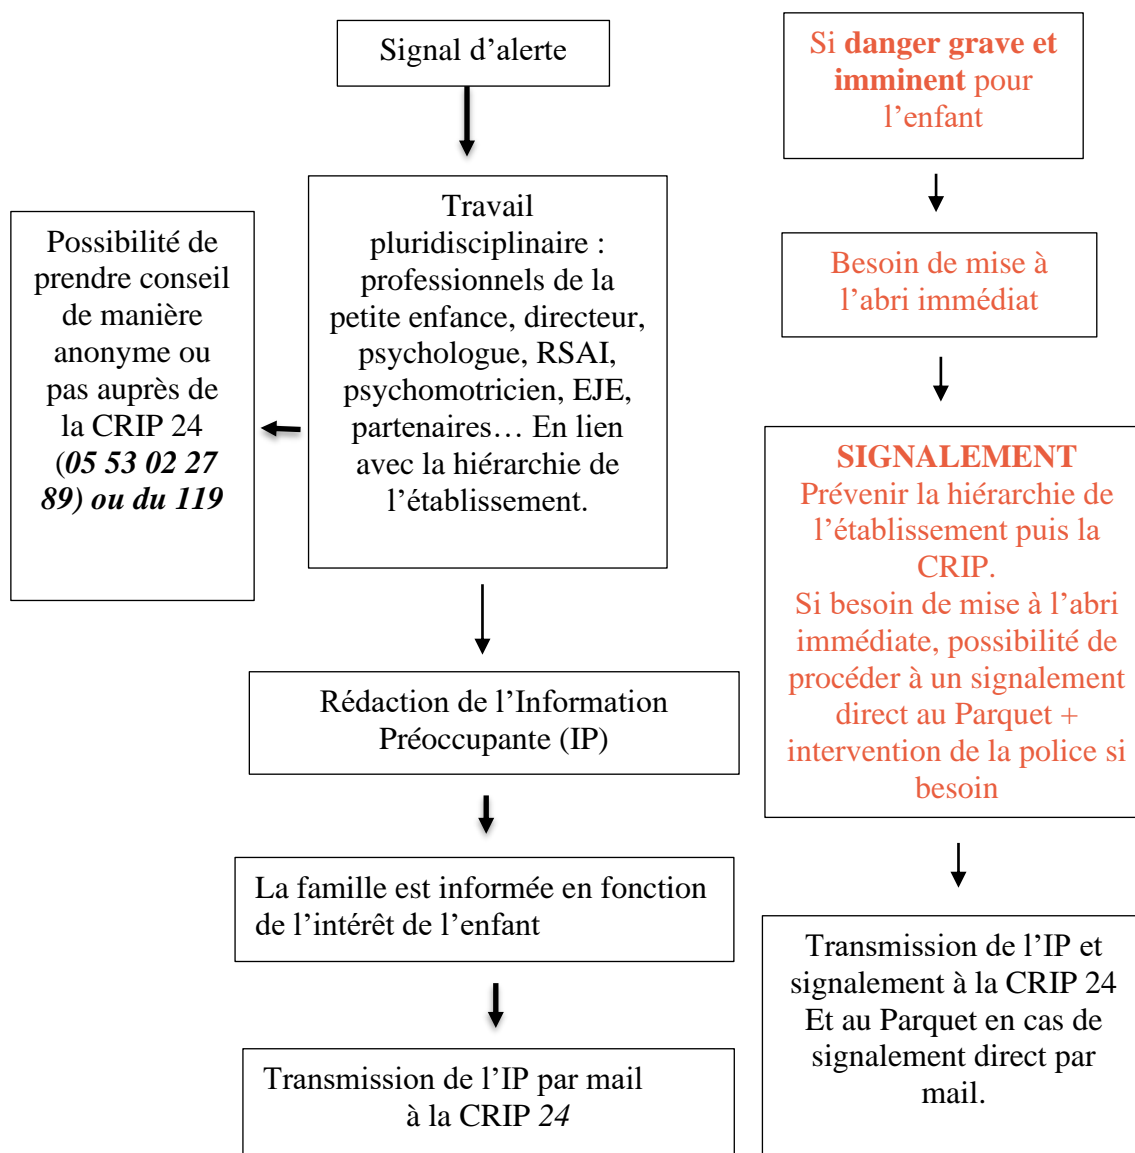 Signal d’alerte
Travail
pluridisciplinaire :
professionnels de la
petite enfance, directeur,
psychologue, RSAI,
psychomotricien, EJE,
partenaires… En lien
avec la hiérarchie de
l’établissement.
Possibilité de
prendre conseil
de manière
anonyme ou
pas auprès de
la CRIP 24
(05 53 02 27
89) ou du 119
Rédaction de l’Information
Préoccupante (IP)
La famille est informée en fonction
de l’intérêt de l’enfant
Transmission de l’IP par mail
à la CRIP 24
Si danger grave et
imminent pour
l’enfant
Besoin de mise à
l’abri immédiat
SIGNALEMENT
Prévenir la hiérarchie de
l’établissement puis la
CRIP.
Si besoin de mise à l’abri
immédiate, possibilité de
procéder à un signalement
direct au Parquet +
intervention de la police si
besoin
Transmission de l’IP et
signalement à la CRIP 24
Et au Parquet en cas de
signalement direct par
mail.